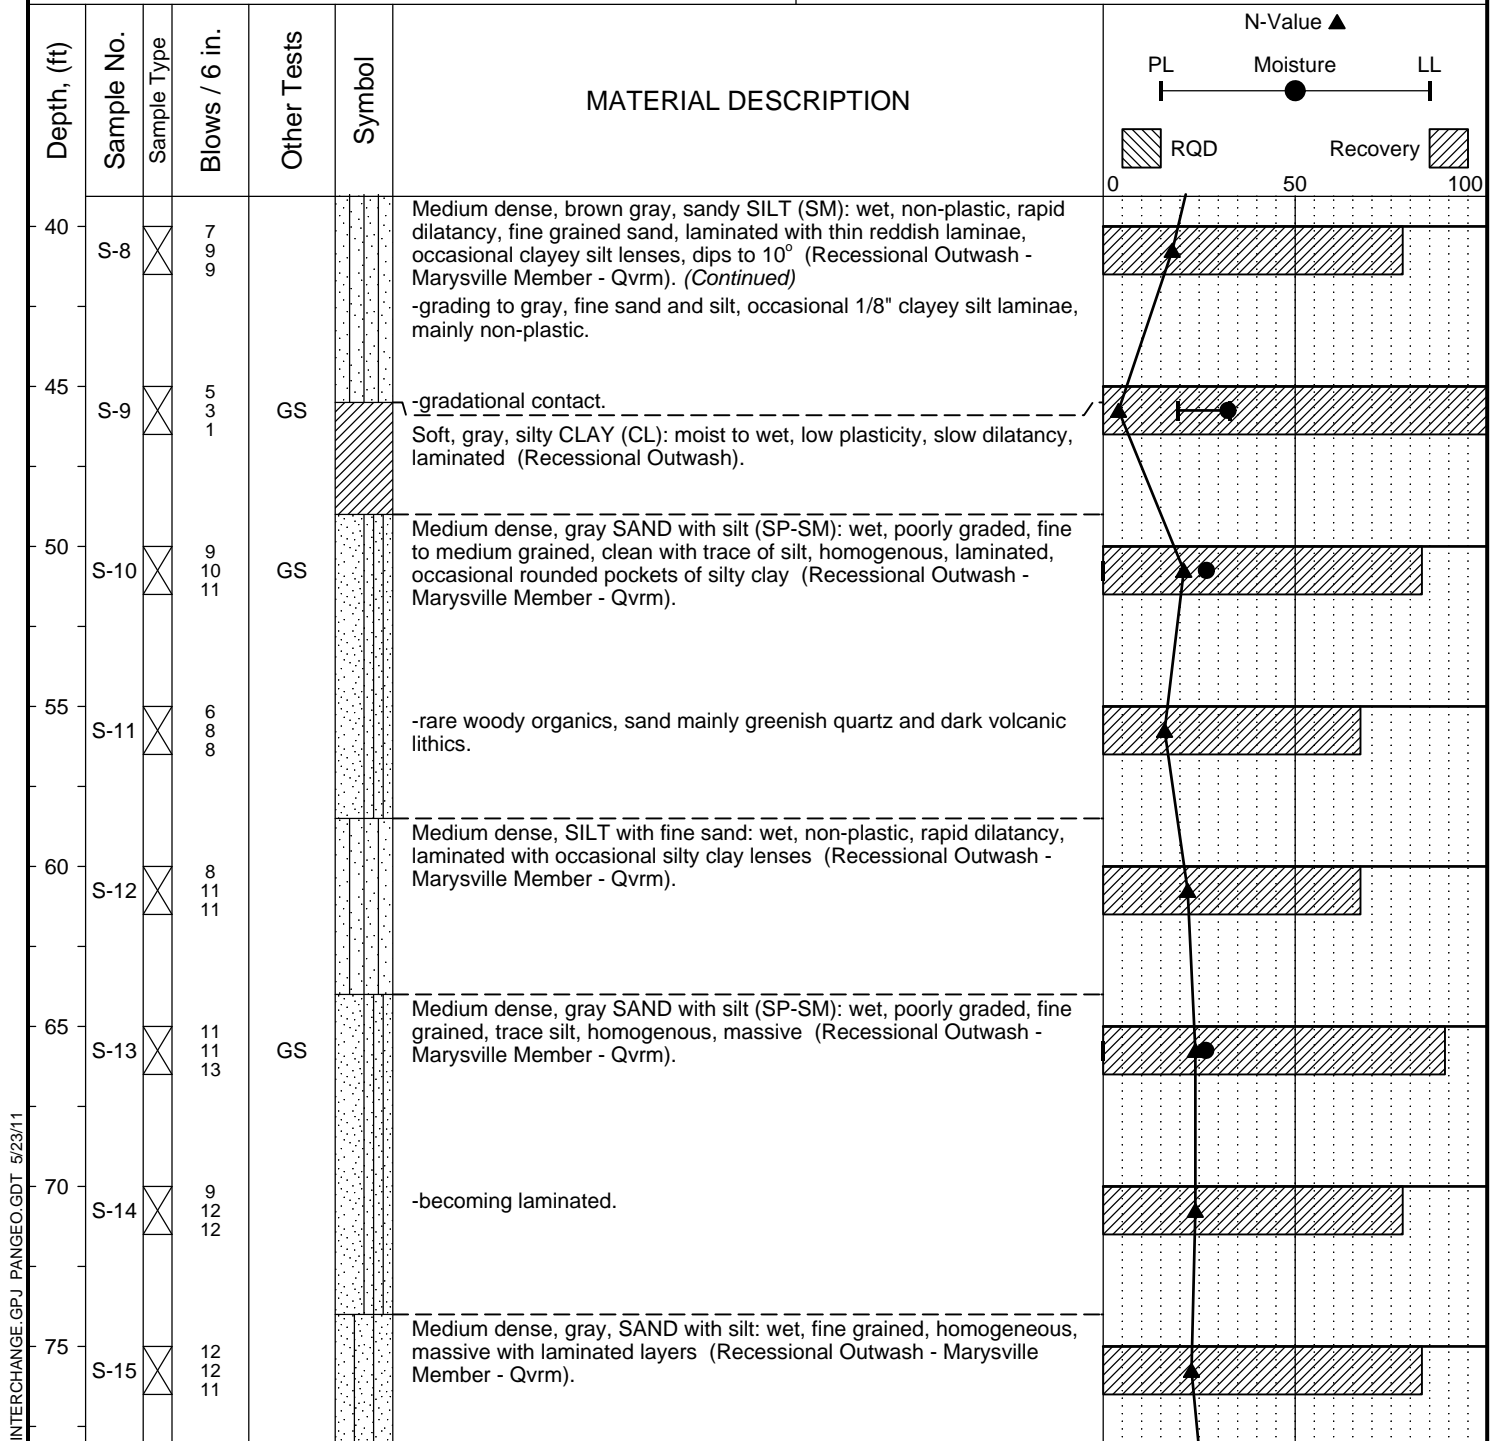 Depth, (ft)
Sample No.
Sample Type
Blows / 6 in.
Other Tests
Symbol
MATERIAL DESCRIPTION
N-Value ▲
PL Moisture LL
RQD Recovery
0 50 100
40
S-8
7
9
9
Medium dense, brown gray, sandy SILT (SM): wet, non-plastic, rapid
dilatancy, fine grained sand, laminated with thin reddish laminae,
occasional clayey silt lenses, dips to 10° (Recessional Outwash -
Marysville Member - Qvrm). (Continued)
-grading to gray, fine sand and silt, occasional 1/8" clayey silt laminae,
mainly non-plastic.
45
S-9
5
3
1
GS
-gradational contact.
Soft, gray, silty CLAY (CL): moist to wet, low plasticity, slow dilatancy,
laminated (Recessional Outwash).
50
S-10
9
10
11
GS
Medium dense, gray SAND with silt (SP-SM): wet, poorly graded, fine
to medium grained, clean with trace of silt, homogenous, laminated,
occasional rounded pockets of silty clay (Recessional Outwash -
Marysville Member - Qvrm).
55
S-11
6
8
8
-rare woody organics, sand mainly greenish quartz and dark volcanic
lithics.
60
S-12
8
11
11
Medium dense, SILT with fine sand: wet, non-plastic, rapid dilatancy,
laminated with occasional silty clay lenses (Recessional Outwash -
Marysville Member - Qvrm).
65
S-13
11
11
13
GS
Medium dense, gray SAND with silt (SP-SM): wet, poorly graded, fine
grained, trace silt, homogenous, massive (Recessional Outwash -
Marysville Member - Qvrm).
70
S-14
9
12
12
-becoming laminated.
75
S-15
12
12
11
Medium dense, gray, SAND with silt: wet, fine grained, homogeneous,
massive with laminated layers (Recessional Outwash - Marysville
Member - Qvrm).
INTERCHANGE.GPJ PANGEO.GDT 5/23/11